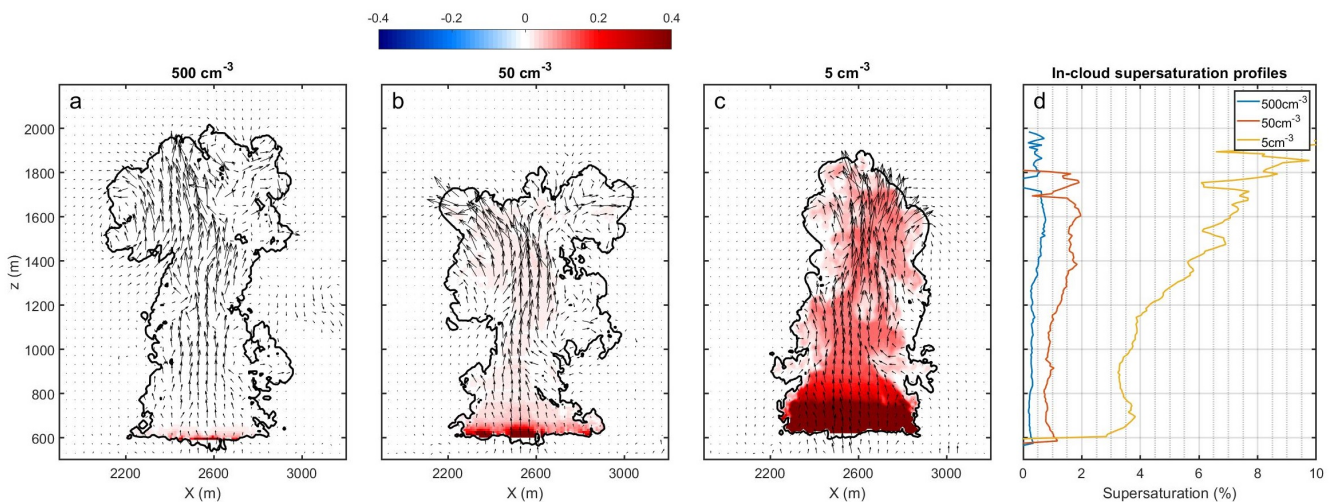 -0.4 -0.2 0 0.2 0.4
500 cm⁻³
50 cm⁻³
5 cm⁻³
In-cloud supersaturation profiles
a
b
c
d
500cm⁻³
50cm⁻³
5cm⁻³
z (m)
2000
1800
1600
1400
1200
1000
800
600
2200 2600 3000
X (m)
2200 2600 3000
X (m)
2200 2600 3000
X (m)
0 2 4 6 8 10
Supersaturation (%)